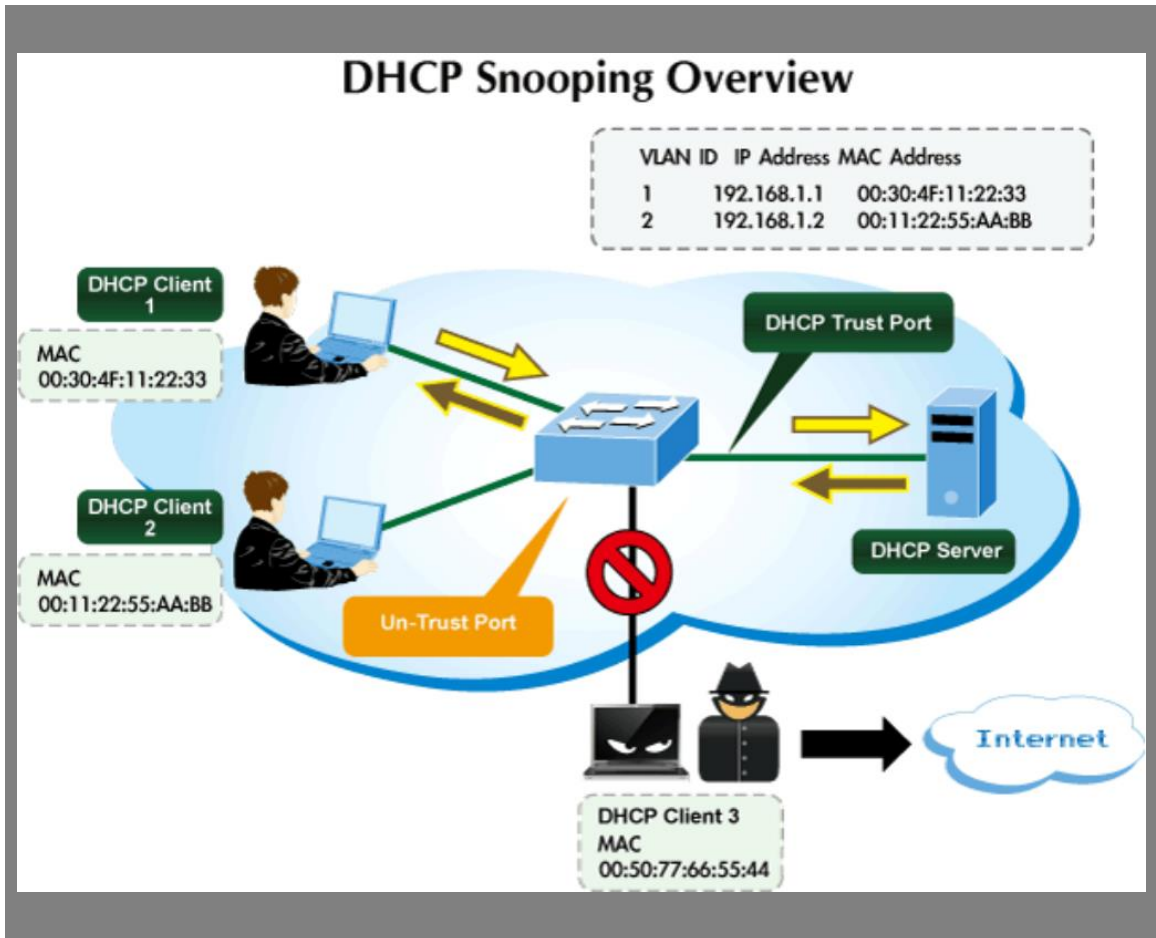 DHCP Snooping Overview
VLAN ID IP Address MAC Address
1 192.168.1.1 00:30:4F:11:22:33
2 192.168.1.2 00:11:22:55:AA:BB
DHCP Client
1
MAC
00:30:4F:11:22:33
DHCP Trust Port
DHCP Client
2
MAC
00:11:22:55:AA:BB
DHCP Server
Un-Trust Port
Internet
DHCP Client 3
MAC
00:50:77:66:55:44